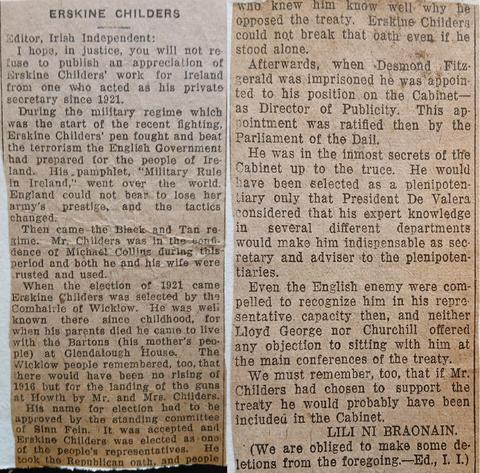 ERSKINE CHILDERS
Editor, Irish Independent:
I hope, in justice, you will not re-
fuse to publish an appreciation of
Erskine Childers' work for Ireland
from one who acted as his private
secretary since 1921.
During the military regime which
was the start of the recent fighting,
Erskine Childers' pen fought and beat
the terrorism the English Government
had prepared for the people of Ire-
land. His pamphlet, "Military Rule
in Ireland," went over the world.
England could not bear to lose her
army's prestige, and the tactics
changed.
Then came the Black and Tan re-
gime. Mr. Childers was in the confi-
dence of Michael Collins during this
period and both he and his wife were
rusted and used.
When the election of 1921 came
Erskine Childers was selected by the
Comhairle of Wicklow. He was well
known there since childhood, for
when his parents died he came to live
with the Bartons (his mother's peo-
ple) at Glendalough House. The
Wicklow people remembered, too, that
there would have been no rising of
1916 but for the landing of the guns
at Howth by Mr. and Mrs. Childers.
His name for election had to be
approved by the standing committee
of Sinn Fein. It was accepted and
Erskine Childers was elected as one
of the people's representatives. He
took the Republican oath, and people
who knew him know well why he
opposed the treaty. Erskine Childers
could not break that oath even if he
stood alone.
Afterwards, when Desmond Fitz-
gerald was imprisoned he was appoin-
ted to his position on the Cabinet—
as Director of Publicity. This ap-
pointment was ratified then by the
Parliament of the Dail.
He was in the inmost secrets of the
Cabinet up to the truce. He would
have been selected as a plenipoten-
tiary only that President De Valera
considered that his expert knowledge
in several different departments
would make him indispensable as sec-
retary and adviser to the plenipoten-
tiaries.
Even the English enemy were com-
pelled to recognize him in his repre-
sentative capacity then, and neither
Lloyd George nor Churchill offered
any objection to sitting with him at
the main conferences of the treaty.
We must remember, too, that if Mr.
Childers had chosen to support the
treaty he would probably have been
included in the Cabinet.
LILI NI BRAONAIN.
(We are obliged to make some de-
letions from the foregoing.—Ed., I. I.)